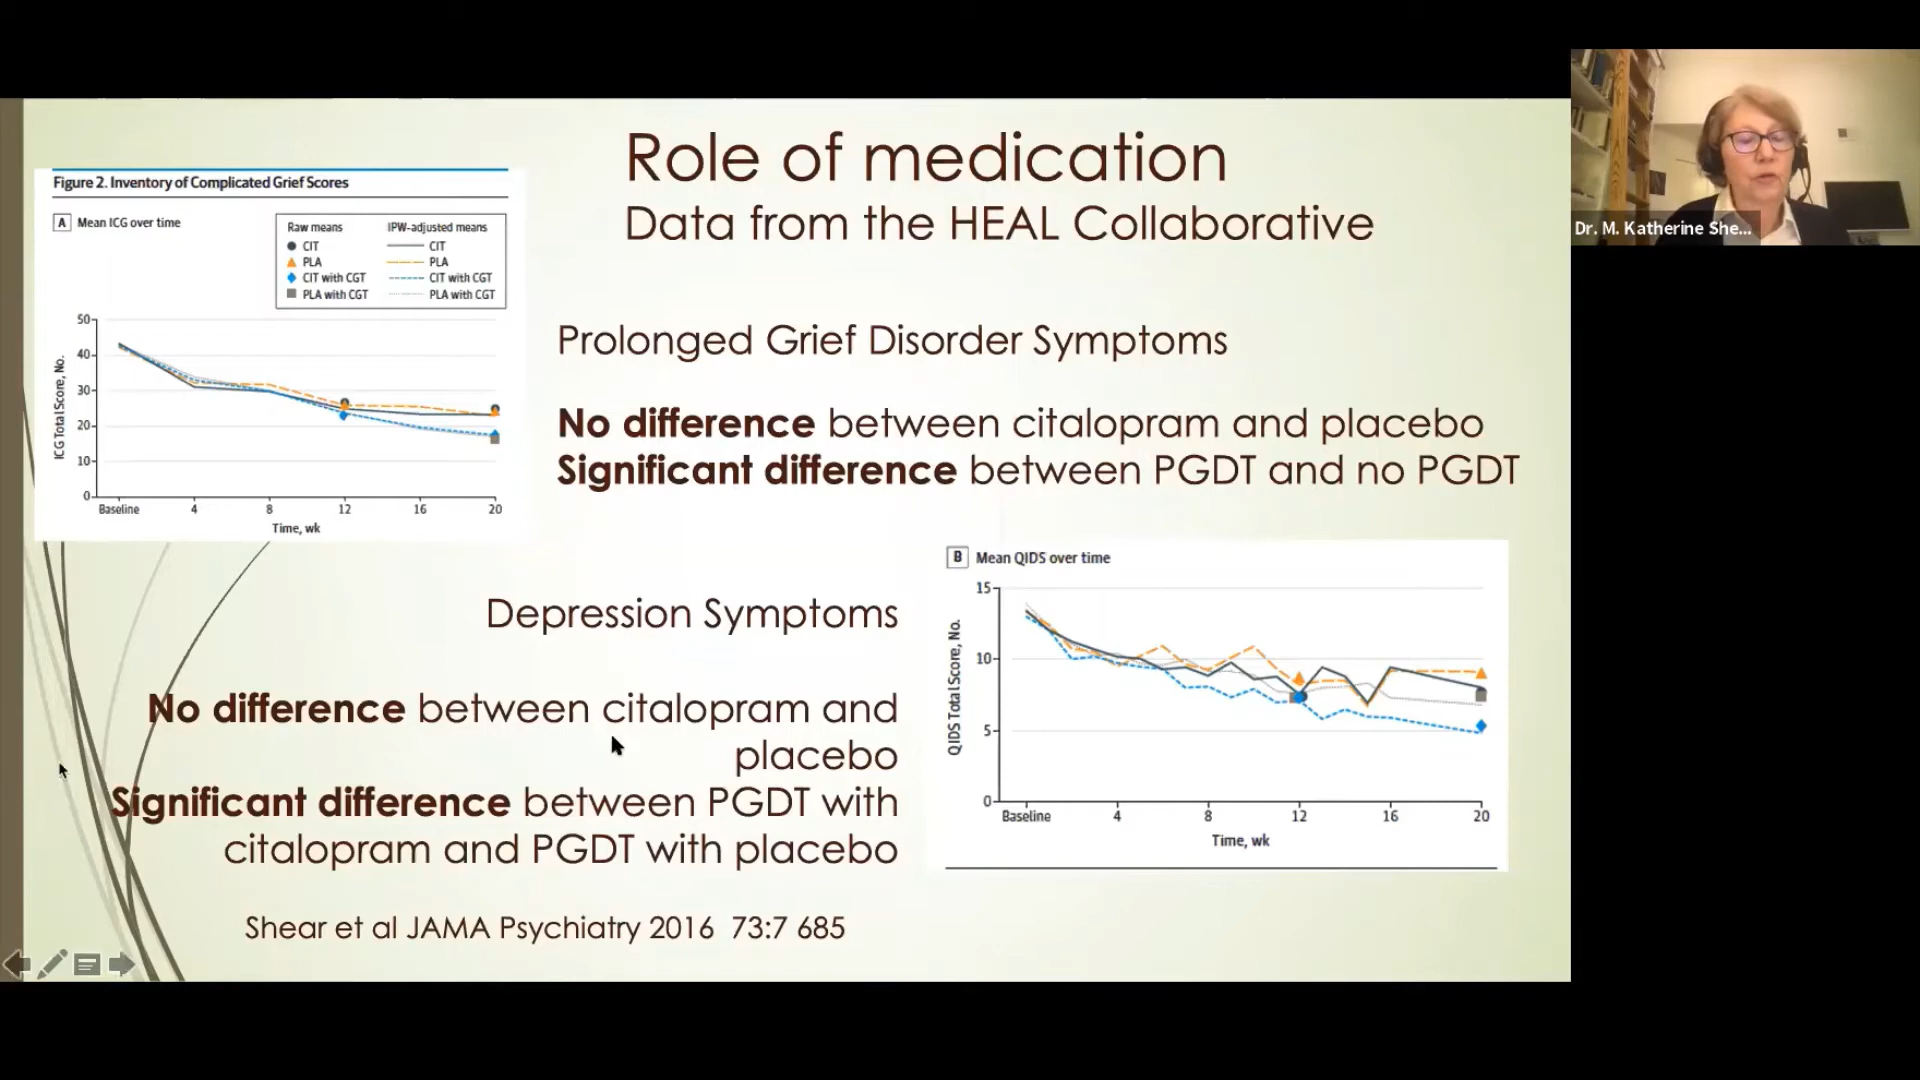 Role of medication
Data from the HEAL Collaborative
Figure 2. Inventory of Complicated Grief Scores
A Mean ICG over time
Raw means IPW-adjusted means
CIT CIT
PLA PLA
CIT with CGT CIT with CGT
PLA with CGT PLA with CGT
ICG Total Score, No.
50
40
30
20
10
0
Baseline 4 8 12 16 20
Time, wk
Prolonged Grief Disorder Symptoms
No difference between citalopram and placebo
Significant difference between PGDT and no PGDT
Depression Symptoms
No difference between citalopram and
placebo
Significant difference between PGDT with
citalopram and PGDT with placebo
B Mean QIDS over time
QIDS Total Score, No.
15
10
5
0
Baseline 4 8 12 16 20
Time, wk
Shear et al JAMA Psychiatry 2016 73:7 685
Dr. M. Katherine She...